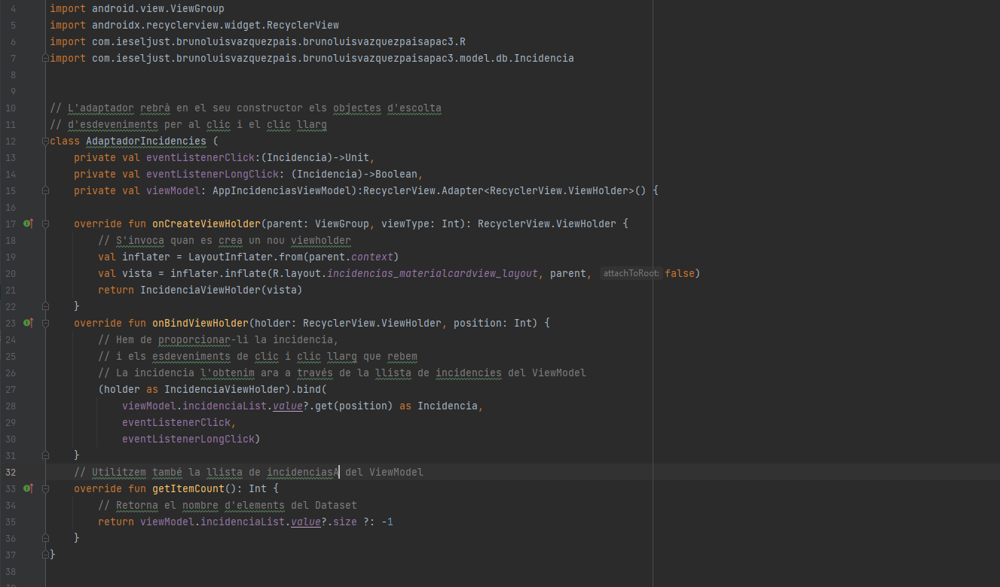 4 import android.view.ViewGroup
5 import androidx.recyclerview.widget.RecyclerView
6 import com.ieseljust.brunoluisvazquezpais.brunoluisvazquezpaisapac3.R
7 import com.ieseljust.brunoluisvazquezpais.brunoluisvazquezpaisapac3.model.db.Incidencia
8
9
10 // L'adaptador rebrà en el seu constructor els objectes d'escolta
11 // d'esdeveniments per al clic i el clic llarg
12 class AdaptadorIncidencies (
13     private val eventListenerClick:(Incidencia)->Unit,
14     private val eventListenerLongClick: (Incidencia)->Boolean,
15     private val viewModel: AppIncidenciasViewModel):RecyclerView.Adapter<RecyclerView.ViewHolder>() {
16
17     override fun onCreateViewHolder(parent: ViewGroup, viewType: Int): RecyclerView.ViewHolder {
18         // S'invoca quan es crea un nou viewholder
19         val inflater = LayoutInflater.from(parent.context)
20         val vista = inflater.inflate(R.layout.incidencias_materialcardview_layout, parent, attachToRoot: false)
21         return IncidenciaViewHolder(vista)
22     }
23     override fun onBindViewHolder(holder: RecyclerView.ViewHolder, position: Int) {
24         // Hem de proporcionar-li la incidencia,
25         // i els esdeveniments de clic i clic llarg que rebem
26         // La incidencia l'obtenim ara a través de la llista de incidencies del ViewModel
27         (holder as IncidenciaViewHolder).bind(
28             viewModel.incidenciaList.value?.get(position) as Incidencia,
29             eventListenerClick,
30             eventListenerLongClick)
31     }
32     // Utilitzem també la llista de incidenciasA del ViewModel
33     override fun getItemCount(): Int {
34         // Retorna el nombre d'elements del Dataset
35         return viewModel.incidenciaList.value?.size ?: -1
36     }
37 }
38